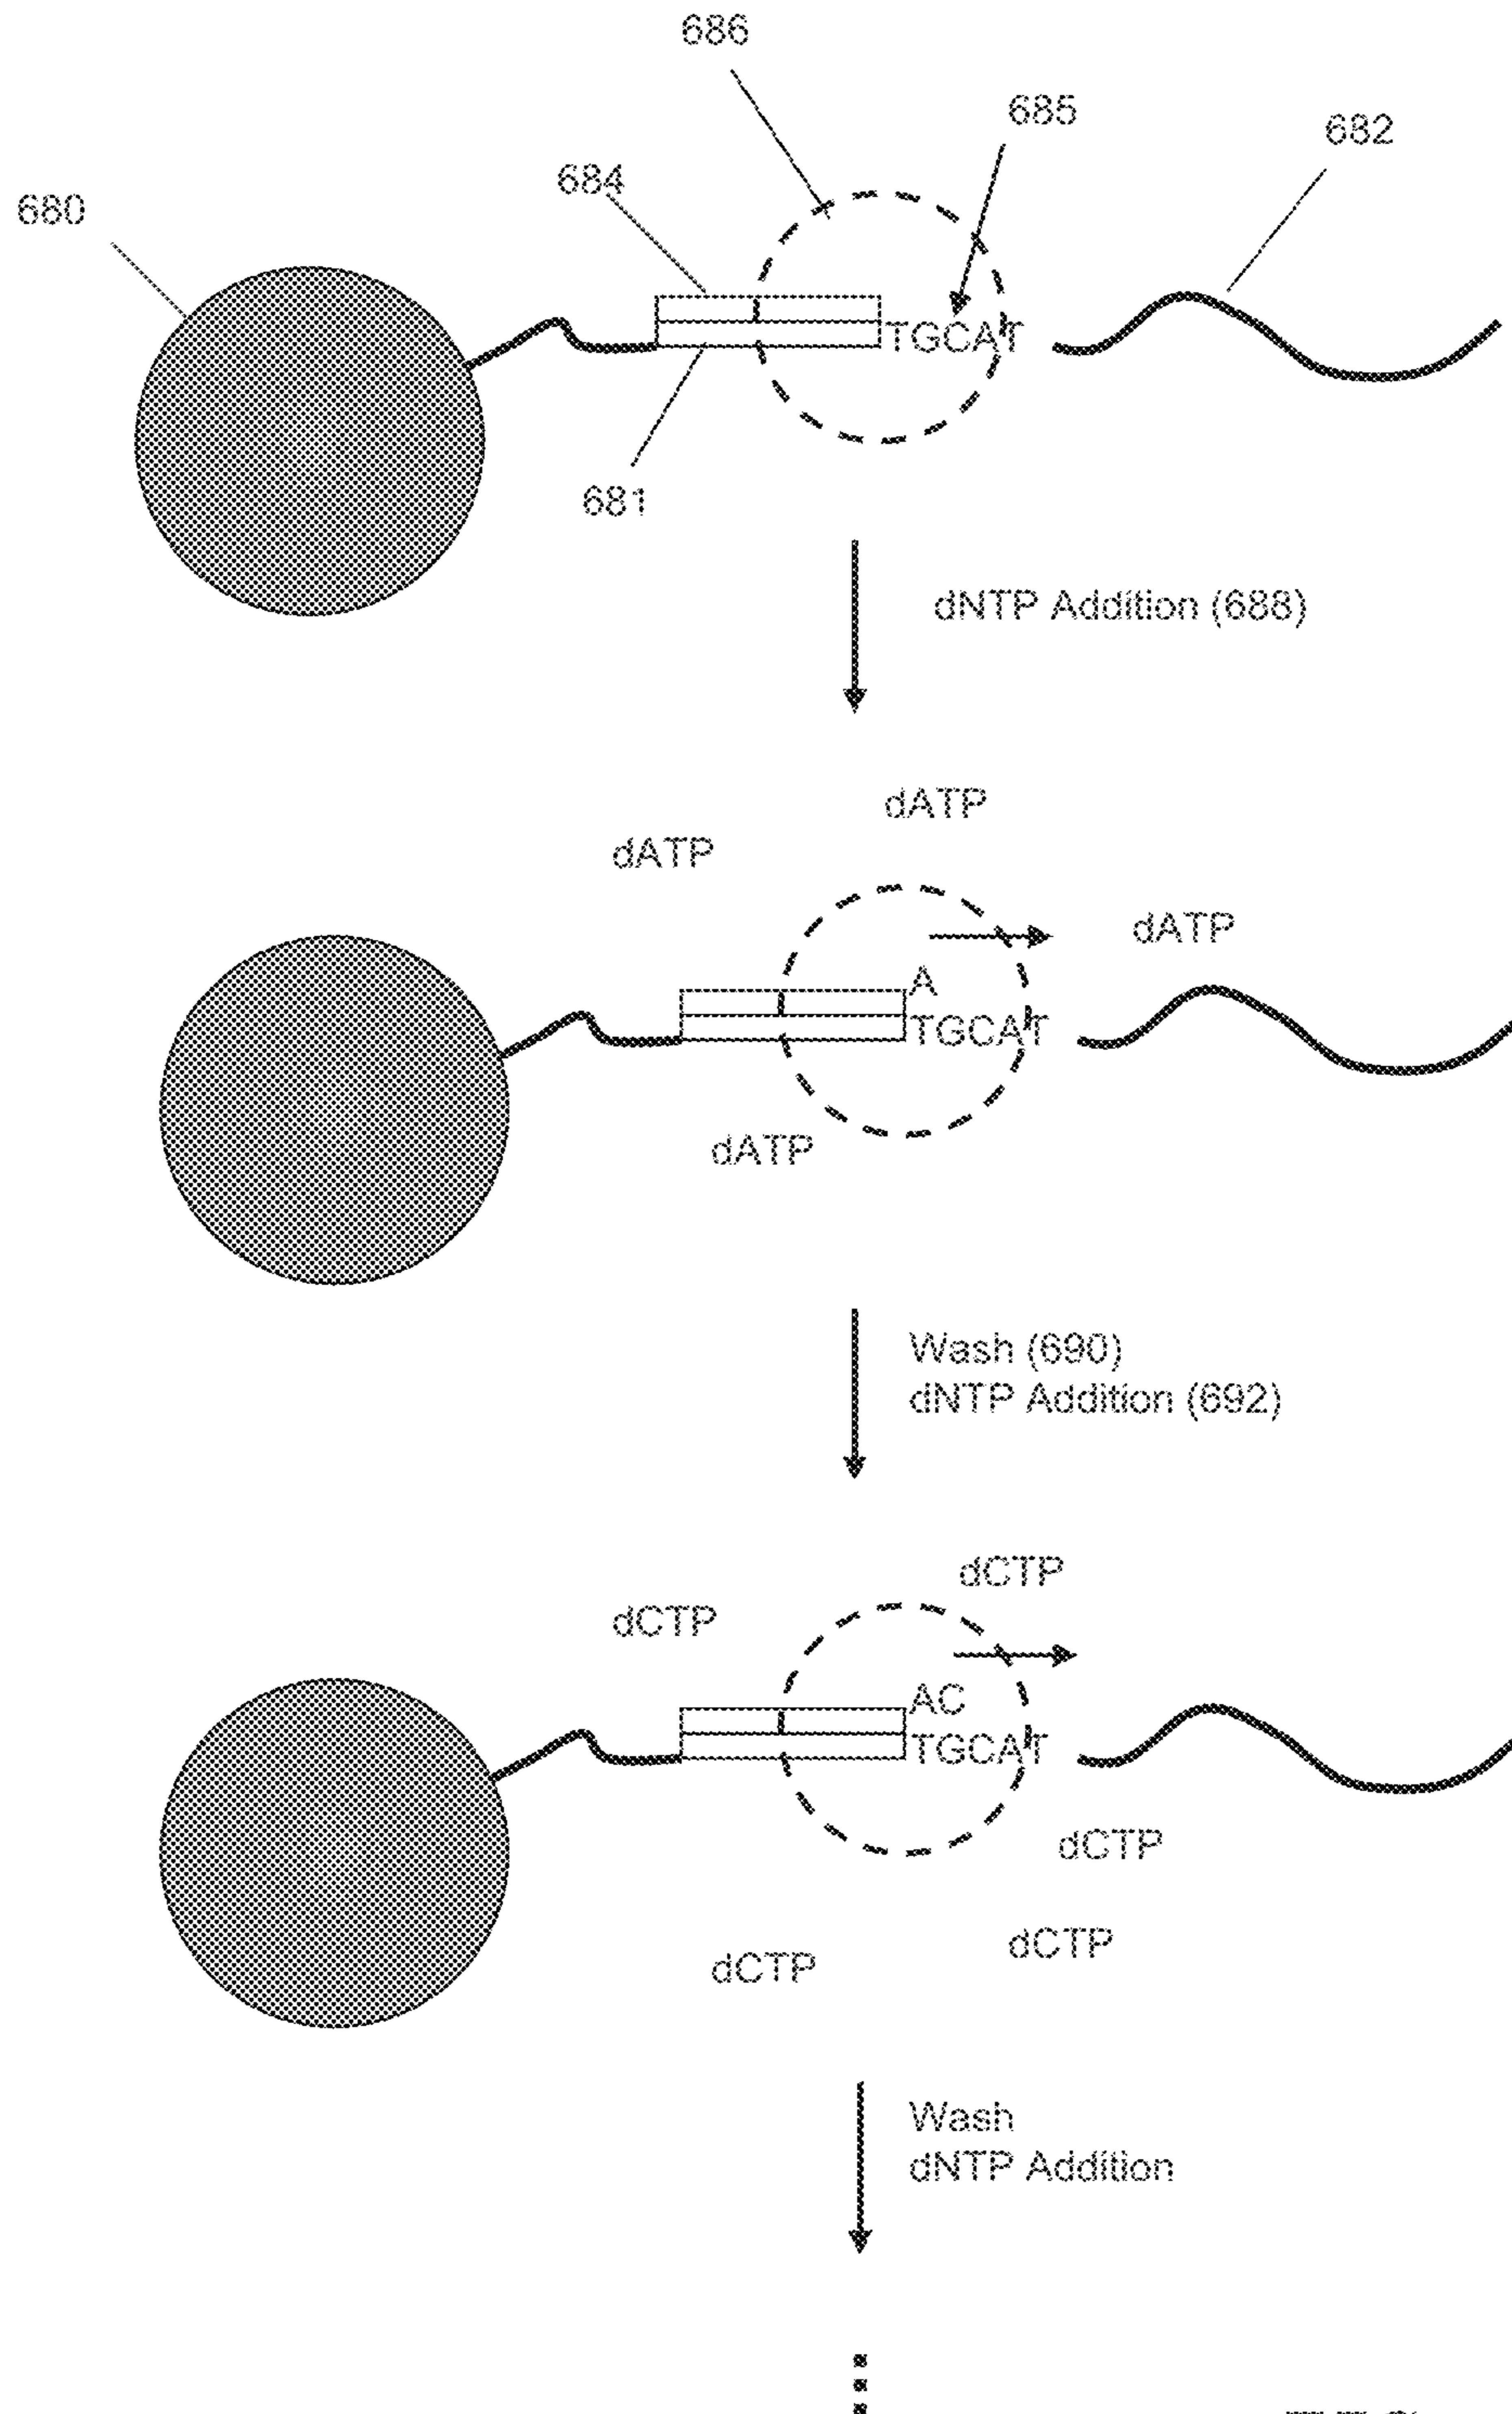 686
685
682
684
680
TGCAT
681
dNTP Addition (688)
dATP
dATP
dATP
A
TGCAT
dATP
Wash (690)
dNTP Addition (692)
dCTP
dCTP
AC
TGCAT
dCTP
dCTP
dCTP
Wash
dNTP Addition